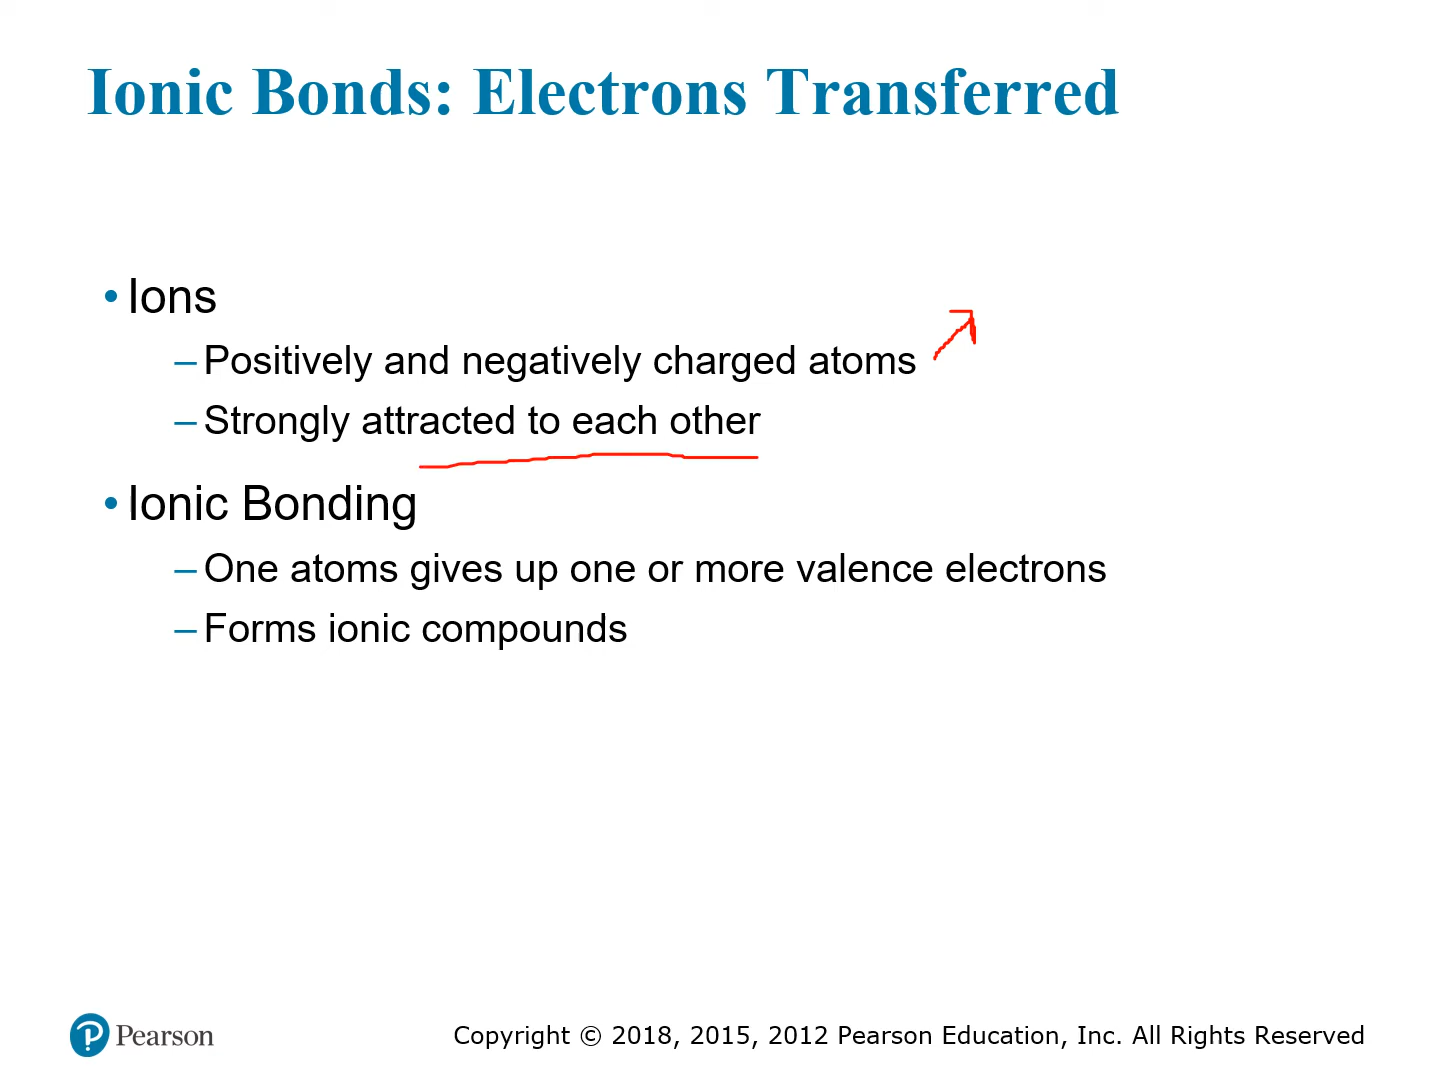 Ionic Bonds: Electrons Transferred
• Ions
– Positively and negatively charged atoms
– Strongly attracted to each other
• Ionic Bonding
– One atoms gives up one or more valence electrons
– Forms ionic compounds
Pearson
Copyright © 2018, 2015, 2012 Pearson Education, Inc. All Rights Reserved